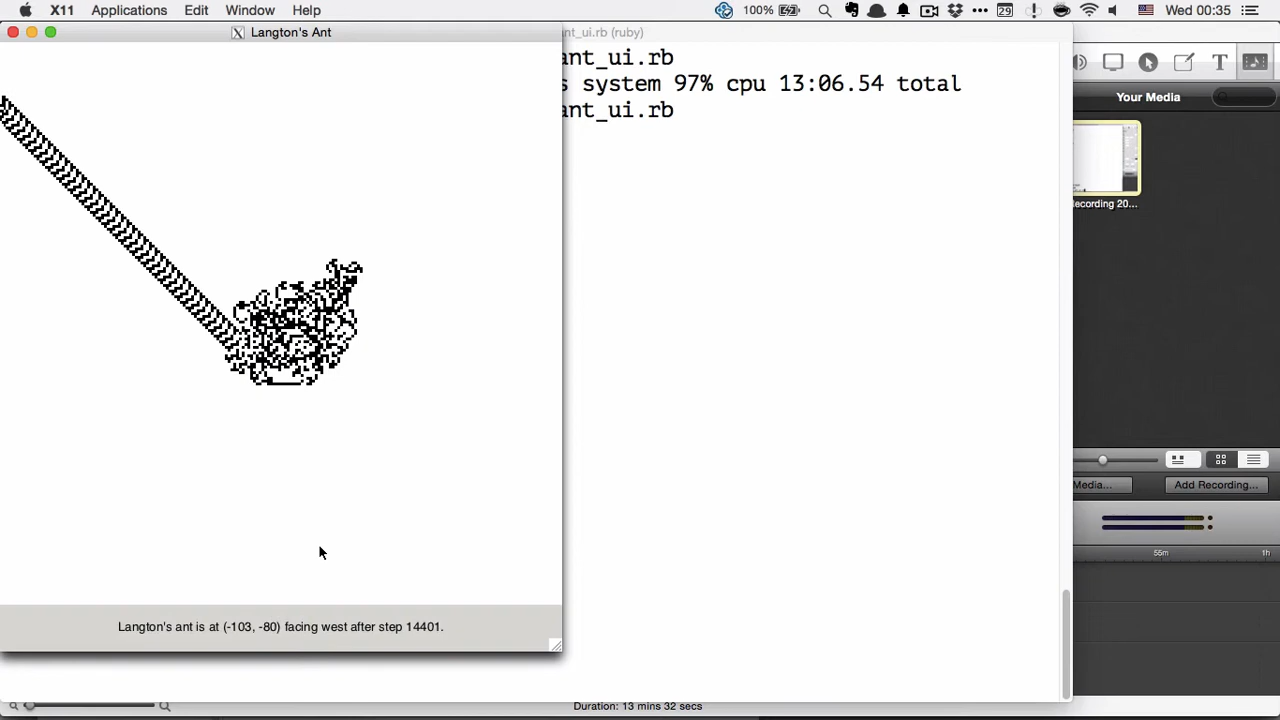 X11 Applications Edit Window Help 100% Wed 00:35
Langton's Ant
ant_ui.rb (ruby)
ant_ui.rb
s system 97% cpu 13:06.54 total
ant_ui.rb
Your Media
ecording 20...
Media...
Add Recording...
55m 1h
Langton's ant is at (-103, -80) facing west after step 14401.
Duration: 13 mins 32 secs